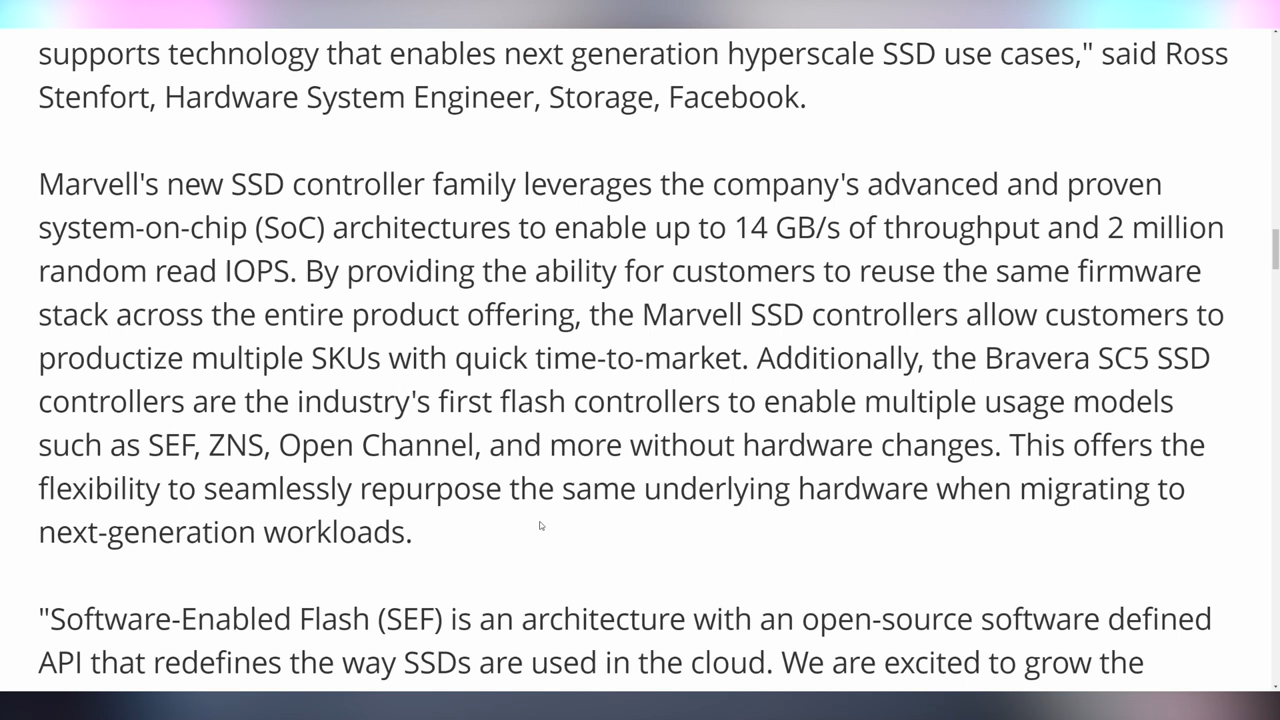 supports technology that enables next generation hyperscale SSD use cases," said Ross
Stenfort, Hardware System Engineer, Storage, Facebook.
Marvell's new SSD controller family leverages the company's advanced and proven
system-on-chip (SoC) architectures to enable up to 14 GB/s of throughput and 2 million
random read IOPS. By providing the ability for customers to reuse the same firmware
stack across the entire product offering, the Marvell SSD controllers allow customers to
productize multiple SKUs with quick time-to-market. Additionally, the Bravera SC5 SSD
controllers are the industry's first flash controllers to enable multiple usage models
such as SEF, ZNS, Open Channel, and more without hardware changes. This offers the
flexibility to seamlessly repurpose the same underlying hardware when migrating to
next-generation workloads.
"Software-Enabled Flash (SEF) is an architecture with an open-source software defined
API that redefines the way SSDs are used in the cloud. We are excited to grow the